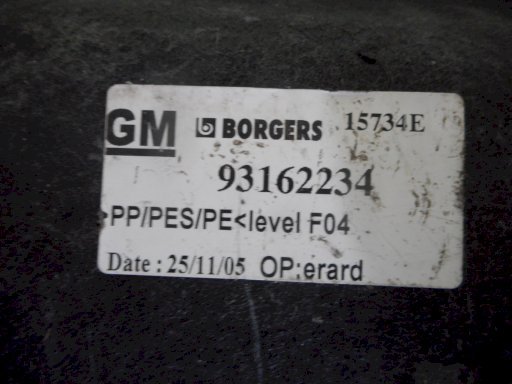 GM BORGERS 15734E
93162234
>PP/PES/PE<level F04
Date : 25/11/05 OP:erard